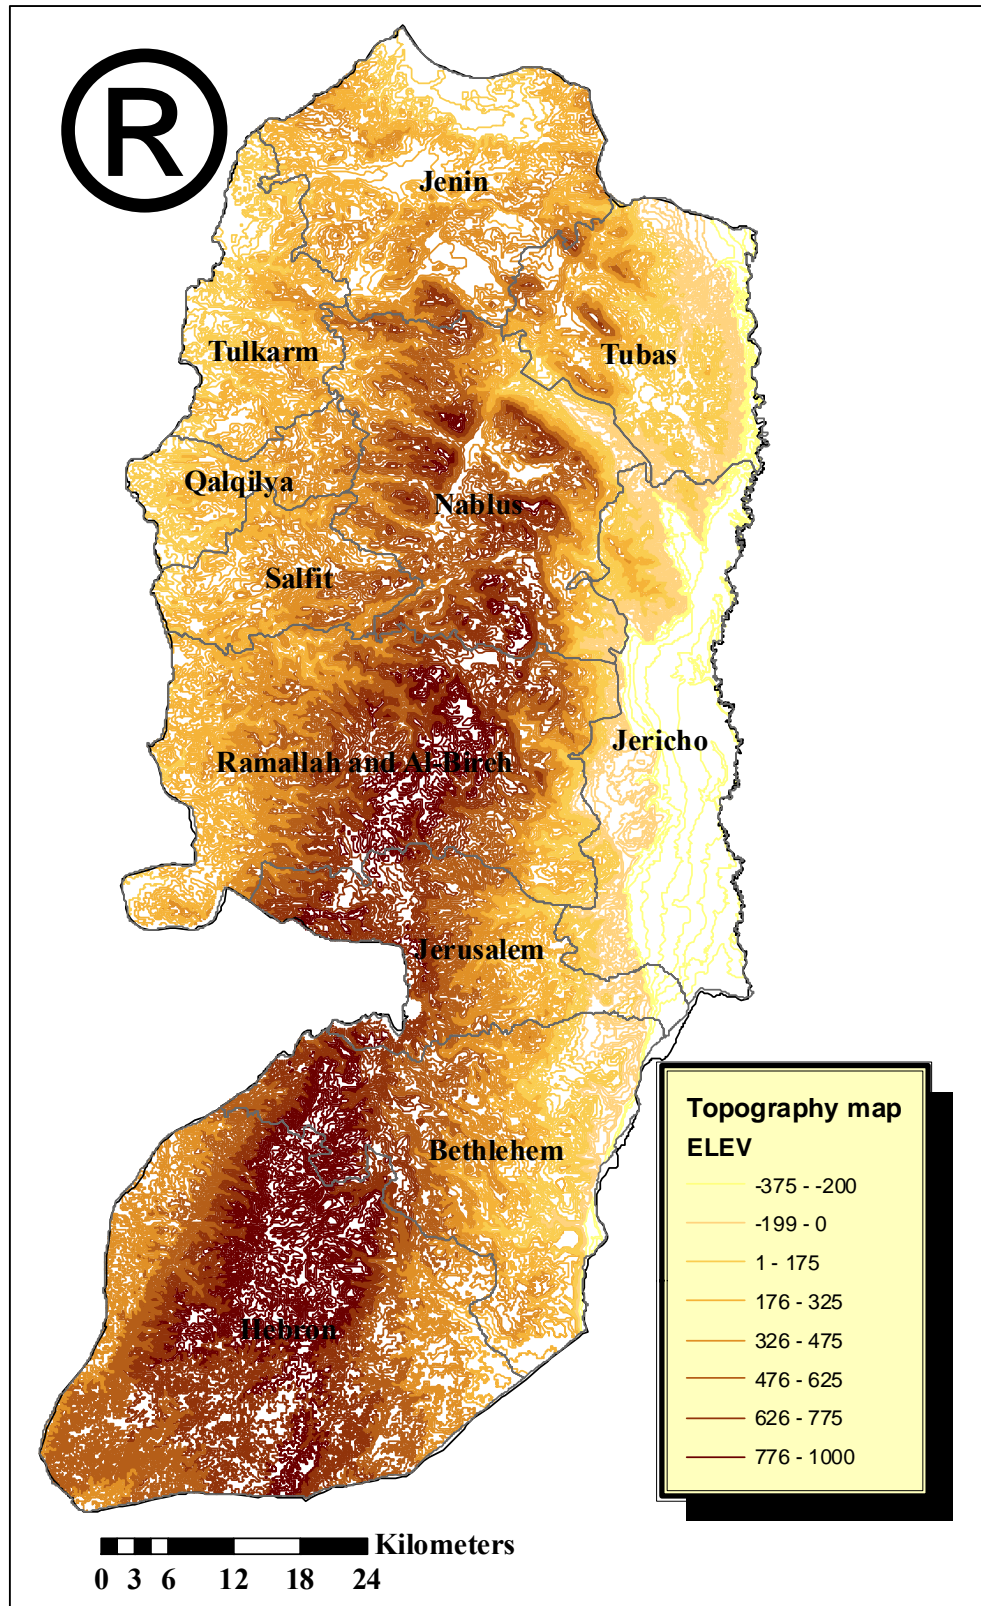 ®
Jenin
Tulkarm
Tubas
Qalqilya
Nablus
Salfit
Jericho
Ramallah and Al-Bireh
Jerusalem
Bethlehem
Hebron
Topography map
ELEV
-375 - -200
-199 - 0
1 - 175
176 - 325
326 - 475
476 - 625
626 - 775
776 - 1000
Kilometers
0 3 6 12 18 24